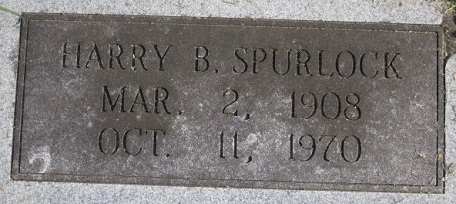 HARRY B. SPURLOCK
MAR. 2, 1908
OCT. 11, 1970